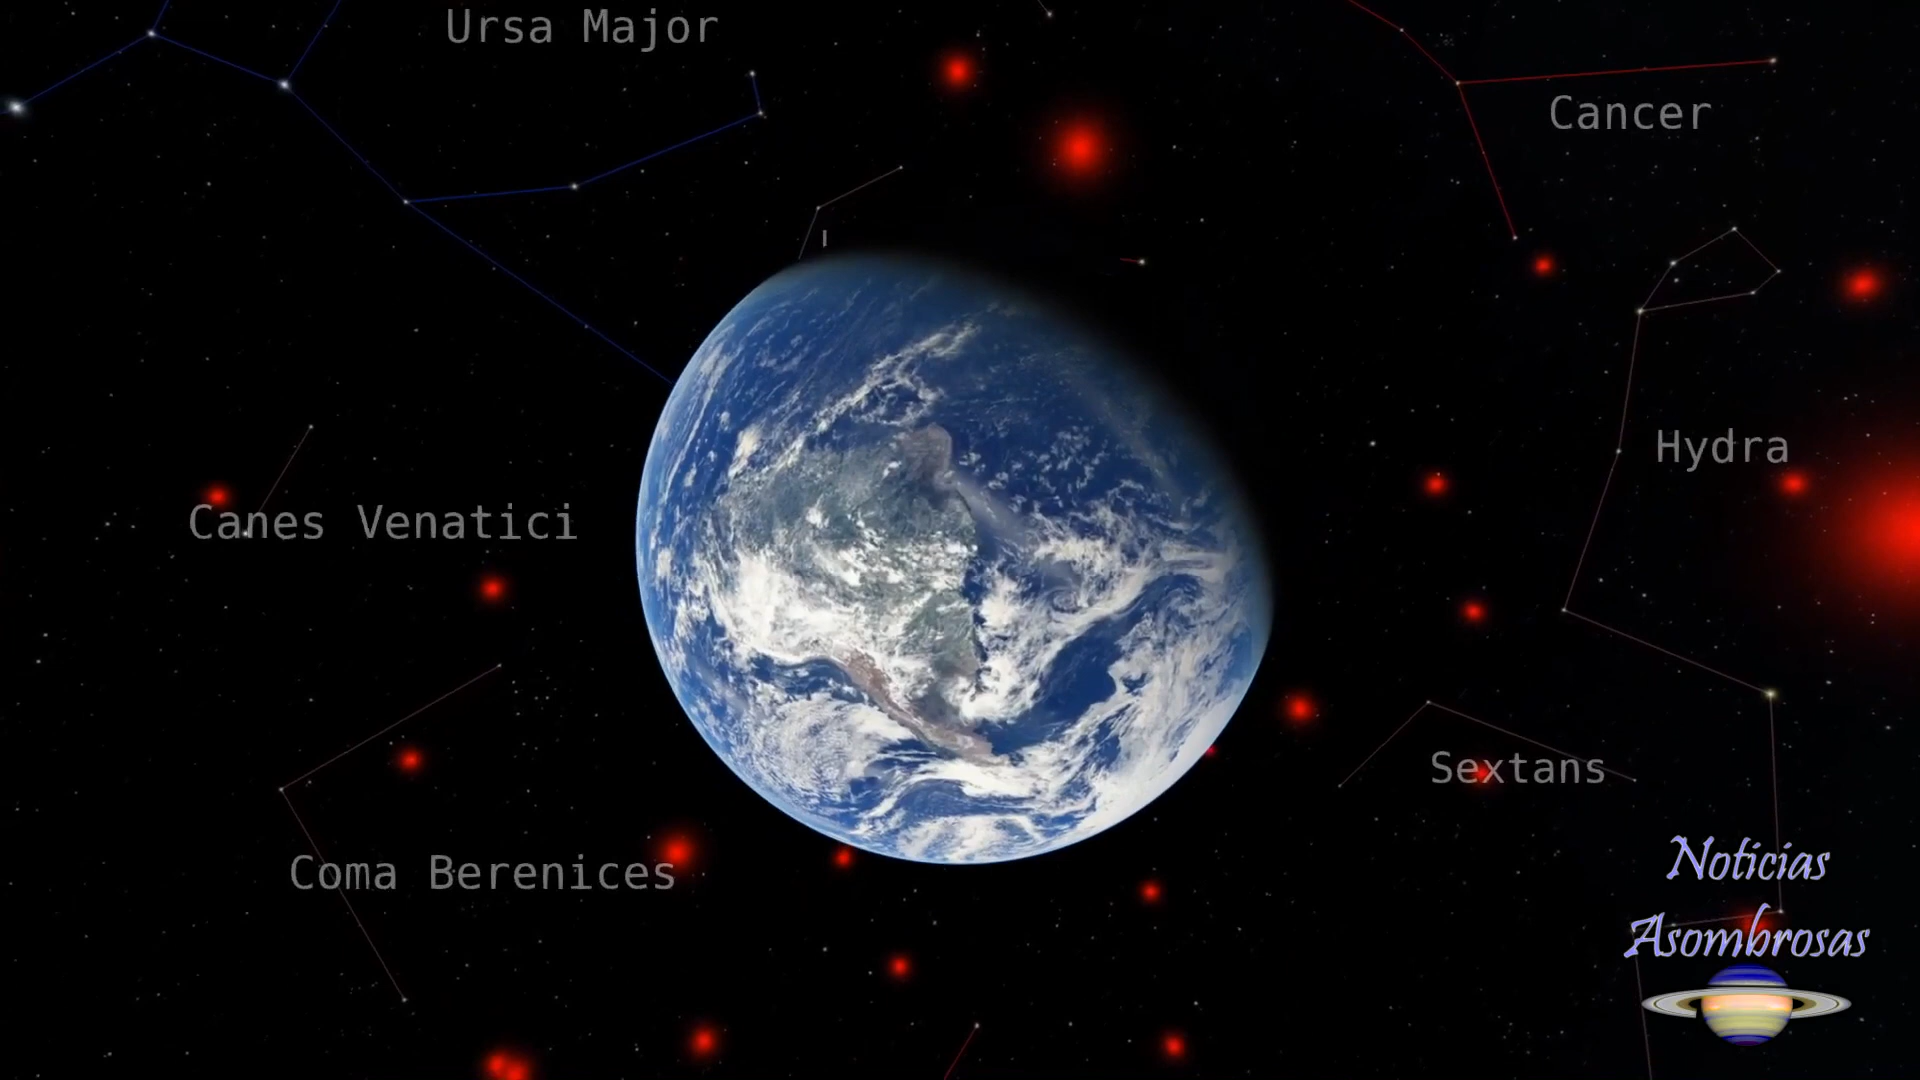 Ursa Major
Cancer
Hydra
Canes Venatici
Sextans
Coma Berenices
Noticias
Asombrosas